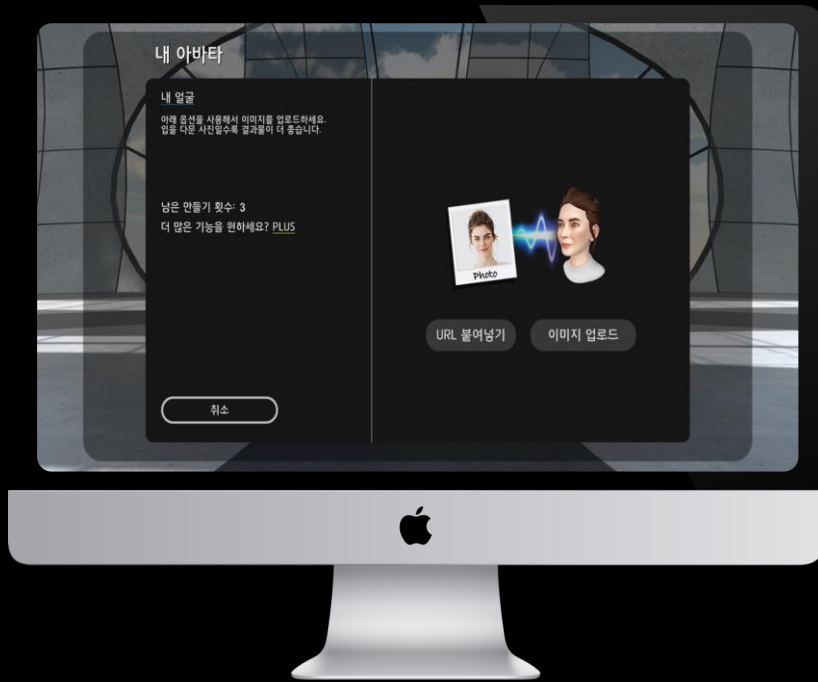 내 아바타
내 얼굴
아래 옵션을 사용해서 이미지를 업로드하세요.
입을 다문 사진일수록 결과물이 더 좋습니다.
남은 만들기 횟수: 3
더 많은 기능을 원하세요? PLUS
Photo
URL 붙여넣기
이미지 업로드
취소